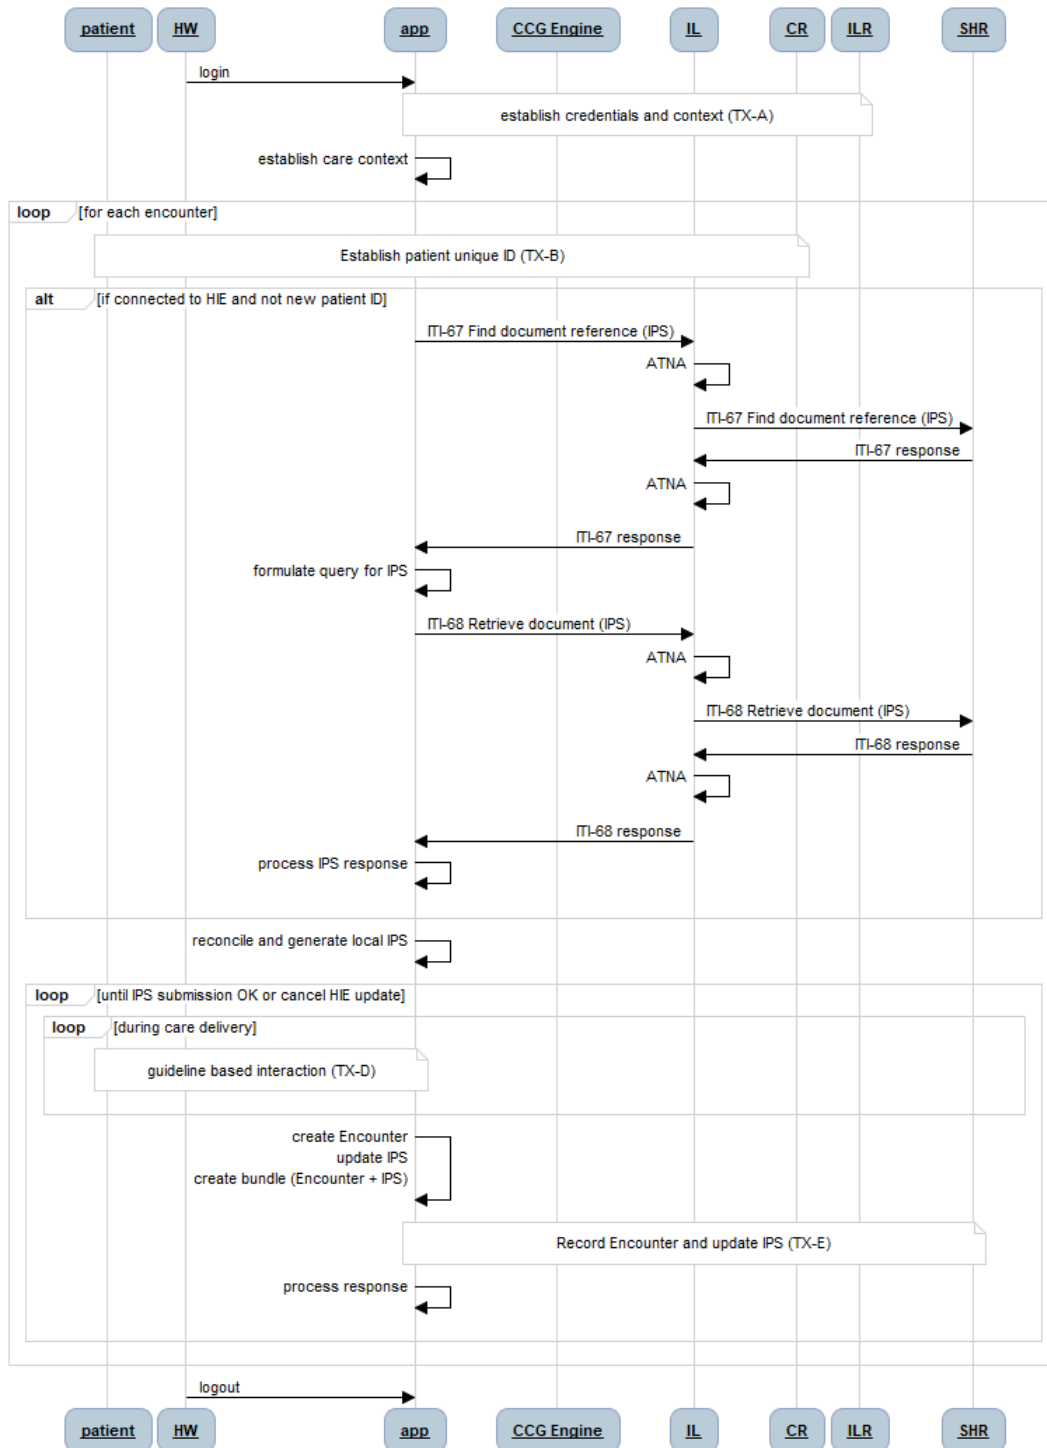 patient HW app CCG Engine IL CR ILR SHR
login
establish credentials and context (TX-A)
establish care context
loop [for each encounter]
Establish patient unique ID (TX-B)
alt [if connected to HIE and not new patient ID]
ITI-67 Find document reference (IPS)
ATNA
ITI-67 Find document reference (IPS)
ITI-67 response
ATNA
ITI-67 response
formulate query for IPS
ITI-68 Retrieve document (IPS)
ATNA
ITI-68 Retrieve document (IPS)
ITI-68 response
ATNA
ITI-68 response
process IPS response
reconcile and generate local IPS
loop [until IPS submission OK or cancel HIE update]
loop [during care delivery]
guideline based interaction (TX-D)
create Encounter
update IPS
create bundle (Encounter + IPS)
Record Encounter and update IPS (TX-E)
process response
logout
patient HW app CCG Engine IL CR ILR SHR